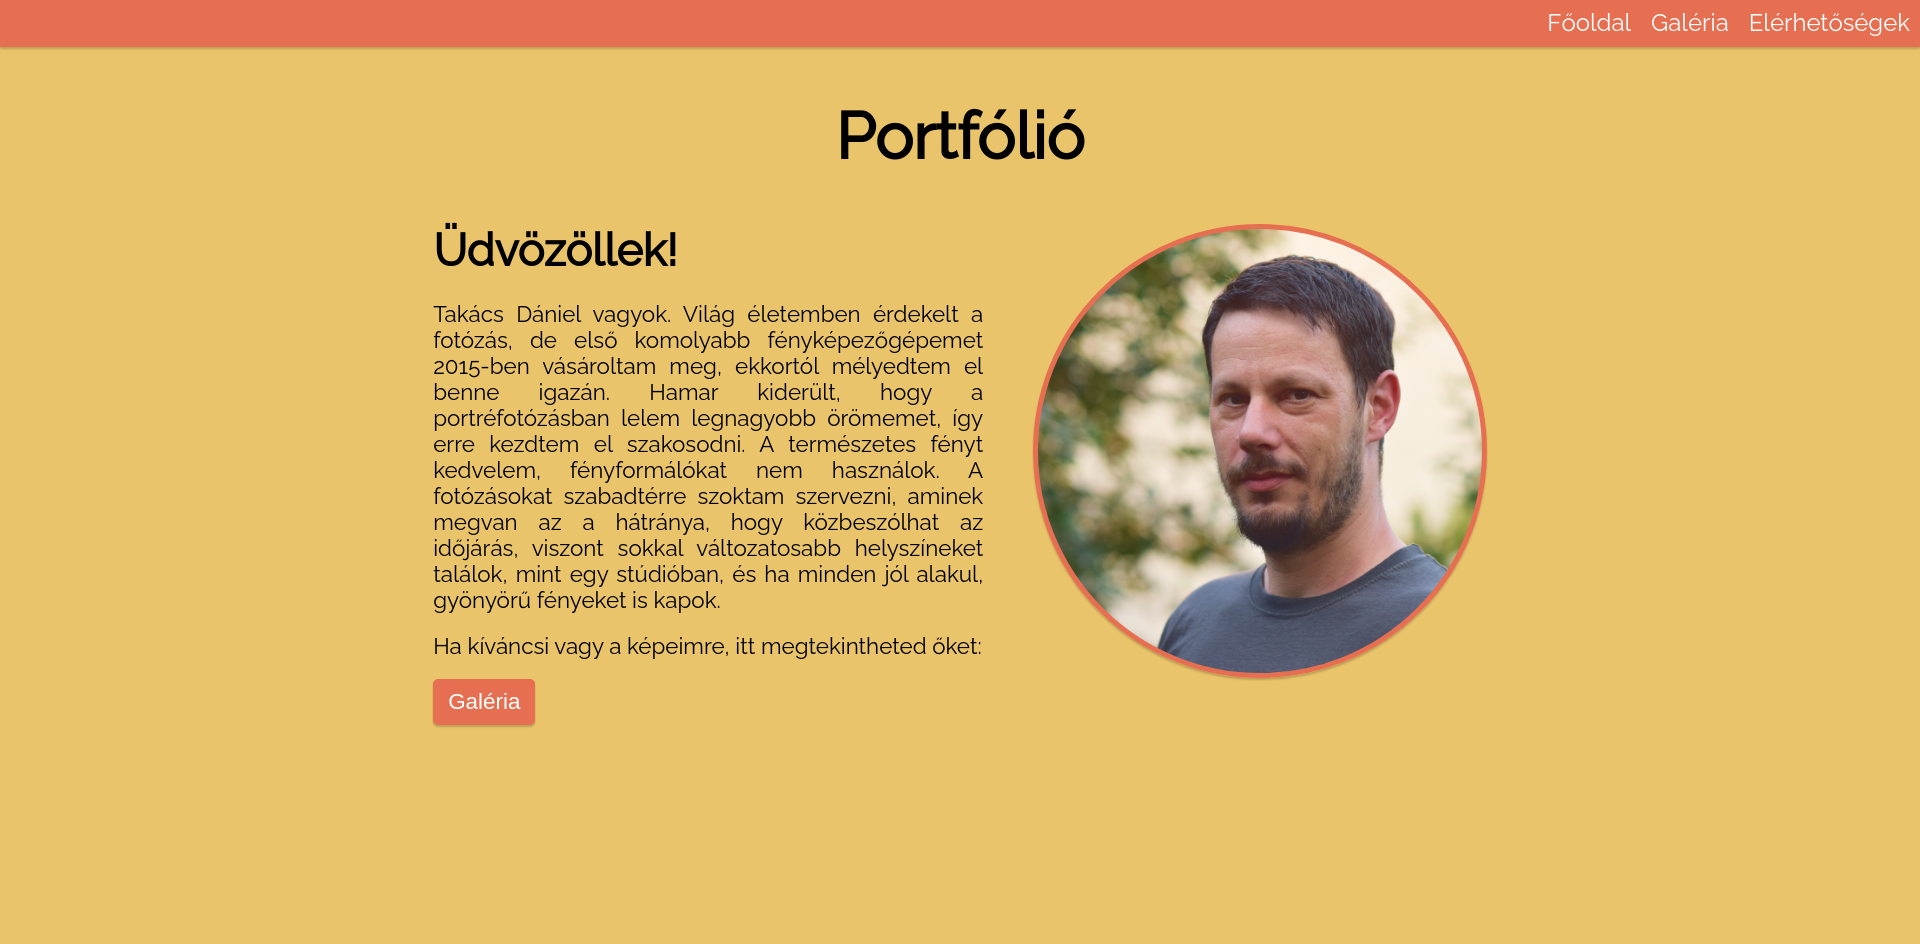 Főoldal Galéria Elérhetőségek
Portfólió
Üdvözöllek!
Takács Dániel vagyok. Világ életemben érdekelt a
fotózás, de első komolyabb fényképezőgépemet
2015-ben vásároltam meg, ekkortól mélyedtem el
benne igazán. Hamar kiderült, hogy a
portréfotózásban lelem legnagyobb örömemet, így
erre kezdtem el szakosodni. A természetes fényt
kedvelem, fényformálókat nem használok. A
fotózásokat szabadtérre szoktam szervezni, aminek
megvan az a hátránya, hogy közbeszólhat az
időjárás, viszont sokkal változatosabb helyszíneket
találok, mint egy stúdióban, és ha minden jól alakul,
gyönyörű fényeket is kapok.
Ha kíváncsi vagy a képeimre, itt megtekintheted őket:
Galéria